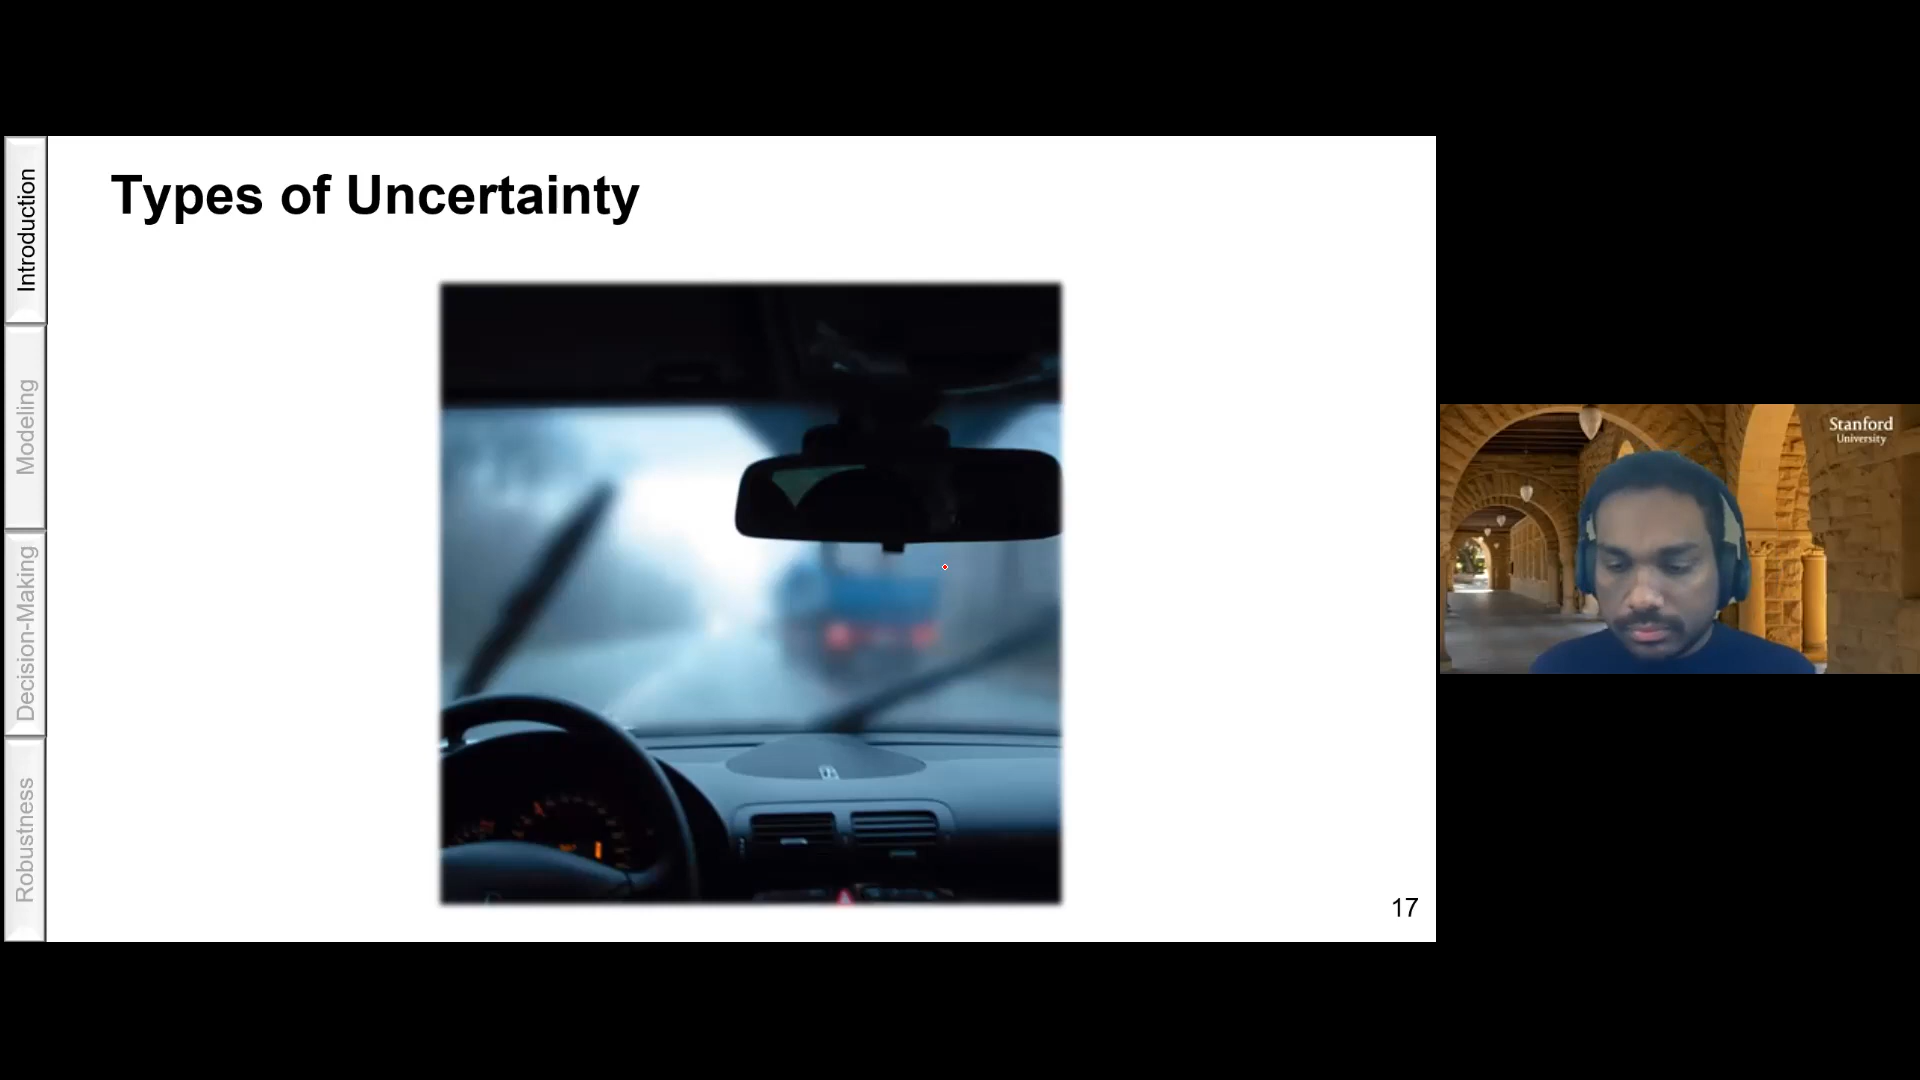 Types of Uncertainty
Introduction
Modeling
Decision-Making
Robustness
17
Stanford
University